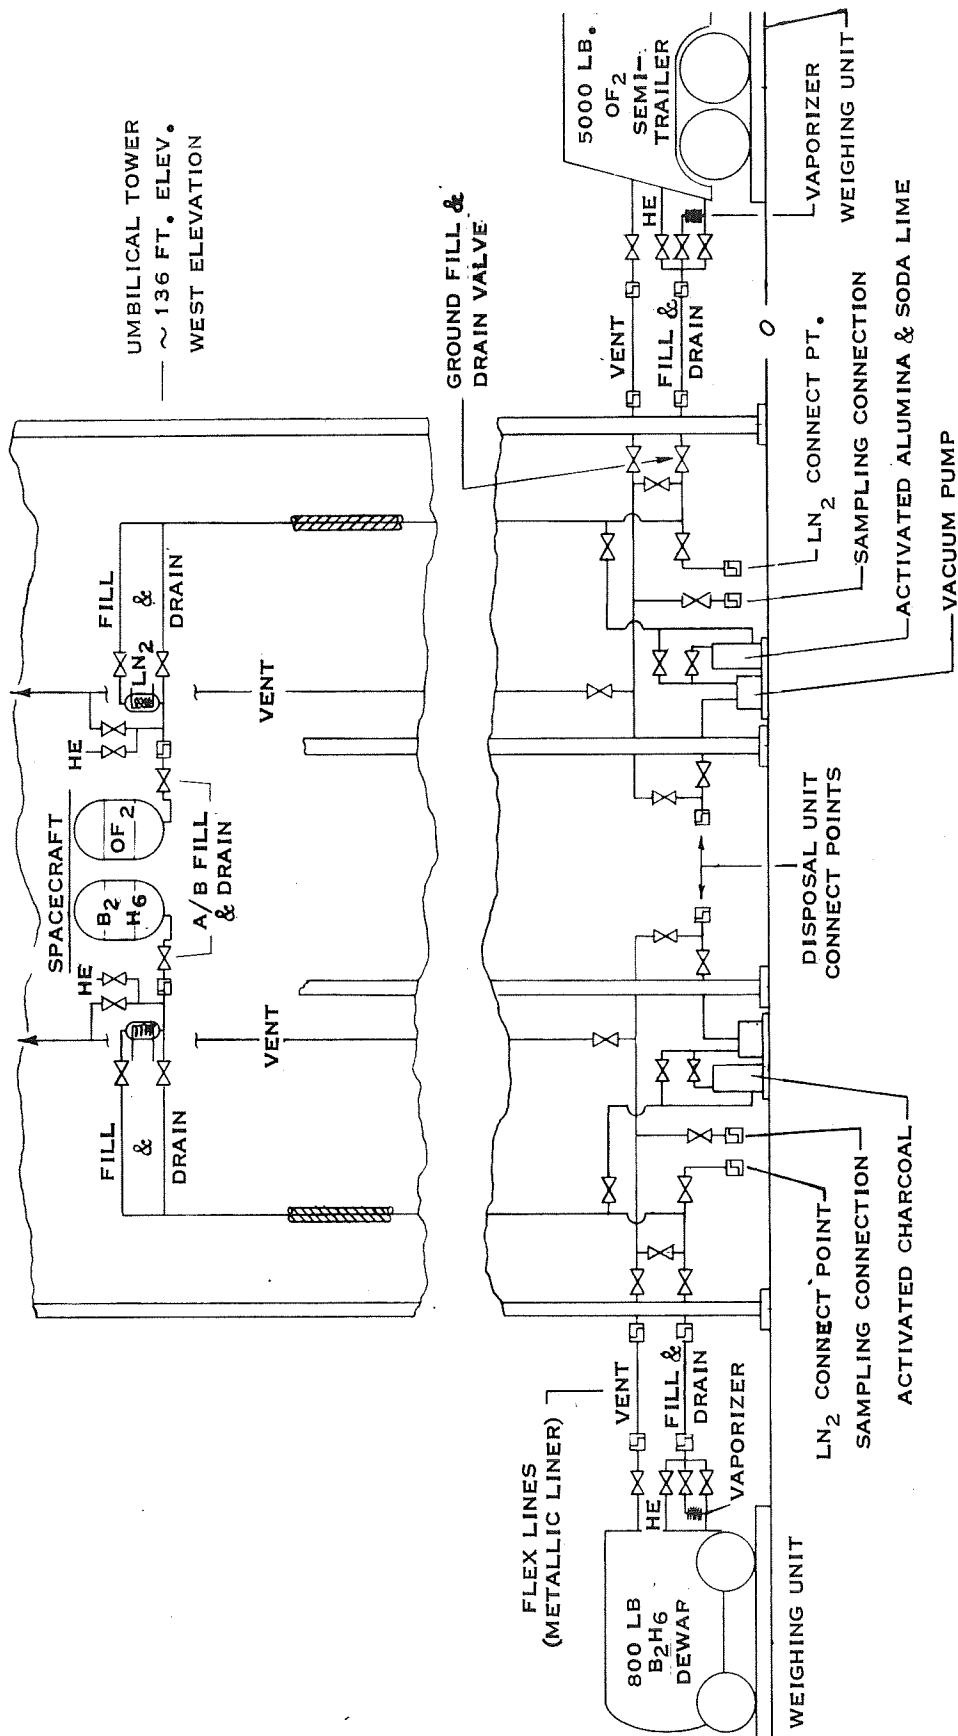 UMBILICAL TOWER
~ 136 FT. ELEV.
WEST ELEVATION
SPACECRAFT
HE
B2
H6
OF2
HE
LN2
FILL
&
DRAIN
FILL
&
DRAIN
A/B FILL
& DRAIN
VENT
VENT
GROUND FILL &
DRAIN VALVE
FLEX LINES
(METALLIC LINER)
VENT
FILL &
DRAIN
HE
VAPORIZER
800 LB
B2H6
DEWAR
WEIGHING UNIT
VENT
FILL &
DRAIN
HE
5000 LB.
OF2
SEMI-
TRAILER
VAPORIZER
WEIGHING UNIT
DISPOSAL UNIT
CONNECT POINTS
LN2 CONNECT POINT
SAMPLING CONNECTION
ACTIVATED CHARCOAL
LN2 CONNECT PT.
SAMPLING CONNECTION
ACTIVATED ALUMINA & SODA LIME
VACUUM PUMP